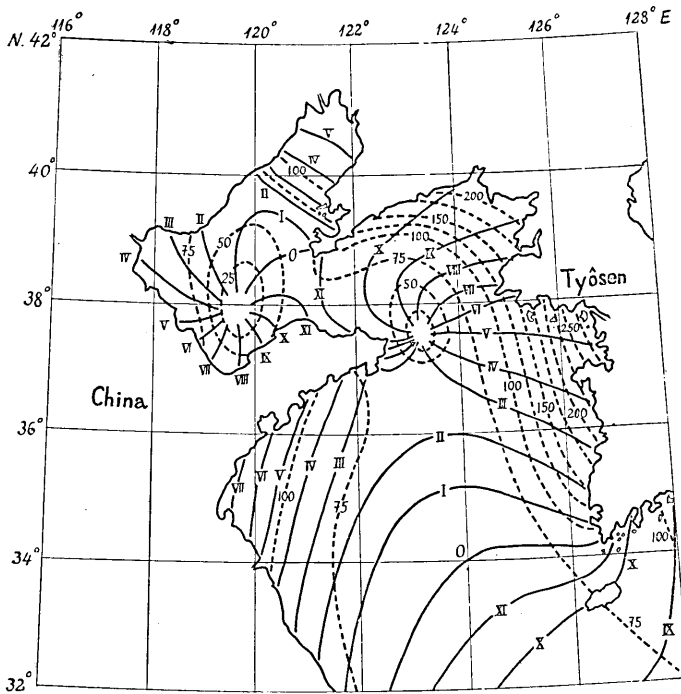 116° 118° 120° 122° 124° 126° 128° E
N. 42°
V
IV
40°
100
II
I
200
150
100
X
IX
75
III
II
75
50
0
IV
25
XI
50
VIII
VII
VI
38°
Tyôsen
V
VI
VII
VIII
IX
X
XI
V
250
IV
China
100
III
150
200
36°
VII
VI
V
IV
III
II
100
75
I
34°
0
100
X
XI
75
X
IX
32°